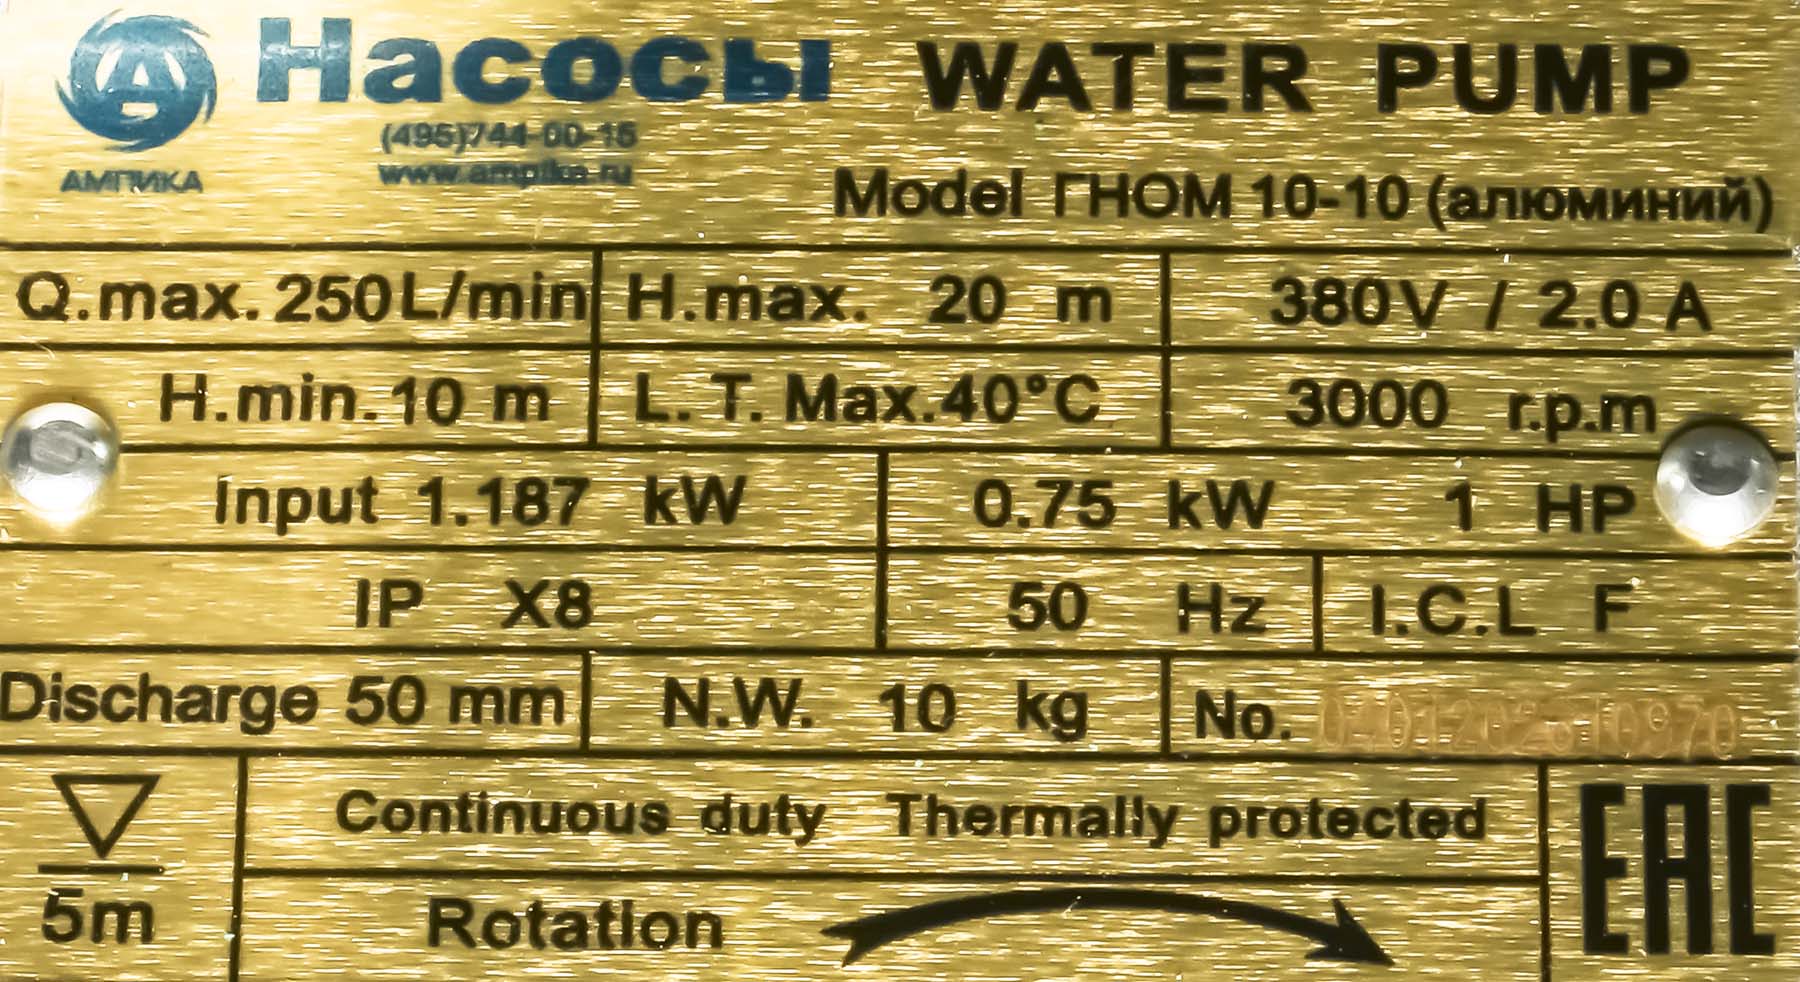 Насосы
WATER PUMP
(495)744-00-15
www.ampika.ru
АМПИКА
Model ГНОМ 10-10 (алюминий)
Q.max. 250L/min H.max. 20 m 380V / 2.0 A
H.min. 10 m L. T. Max. 40°C 3000 r.p.m
Input 1.187 kW 0.75 kW 1 HP
IP X8 50 Hz I.C.L F
Discharge 50 mm N.W. 10 kg No.
Continuous duty Thermally protected
5m
Rotation
EAC